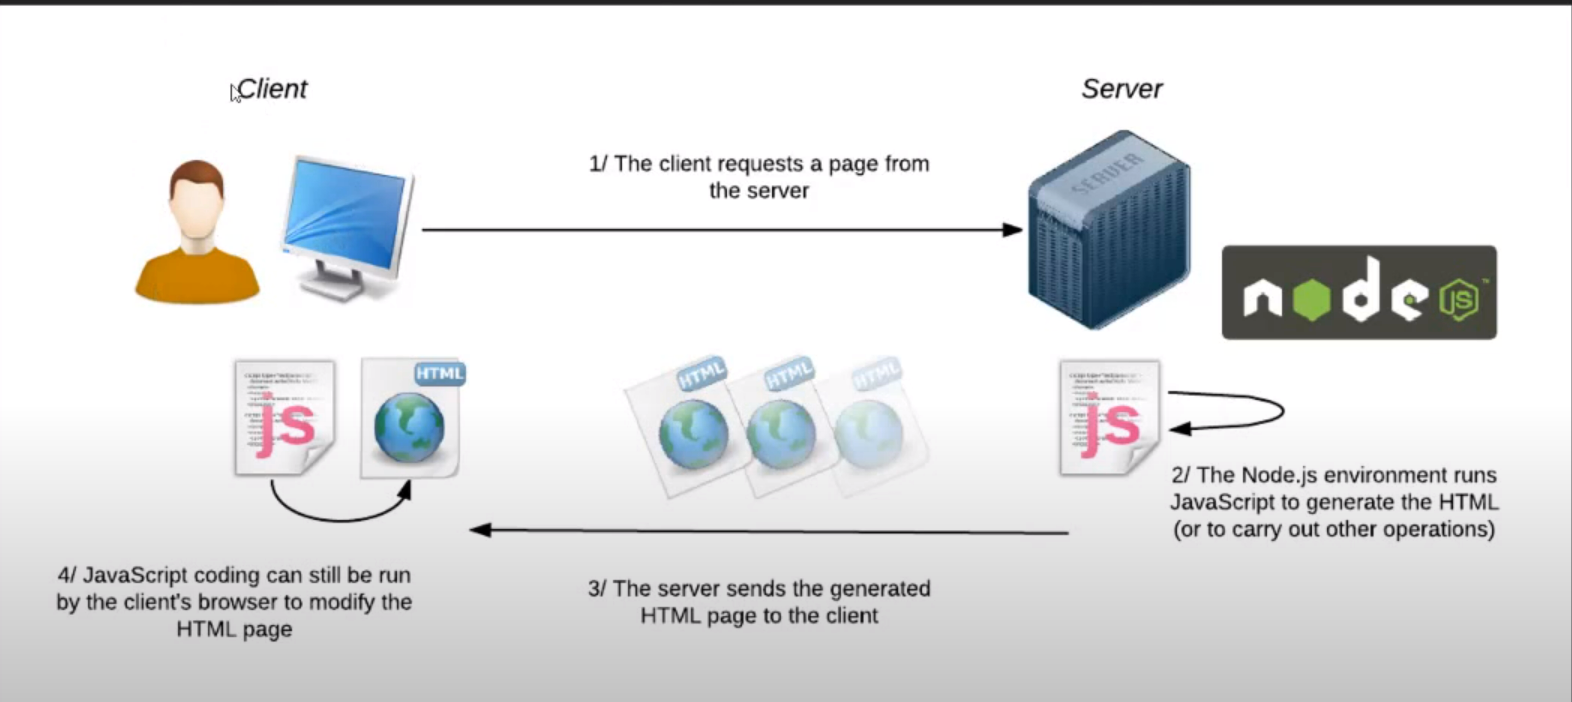 Client
Server
1/ The client requests a page from
the server
SERVER
node JS™
HTML
HTML
HTML
HTML
js
js
2/ The Node.js environment runs
JavaScript to generate the HTML
(or to carry out other operations)
3/ The server sends the generated
HTML page to the client
4/ JavaScript coding can still be run
by the client's browser to modify the
HTML page